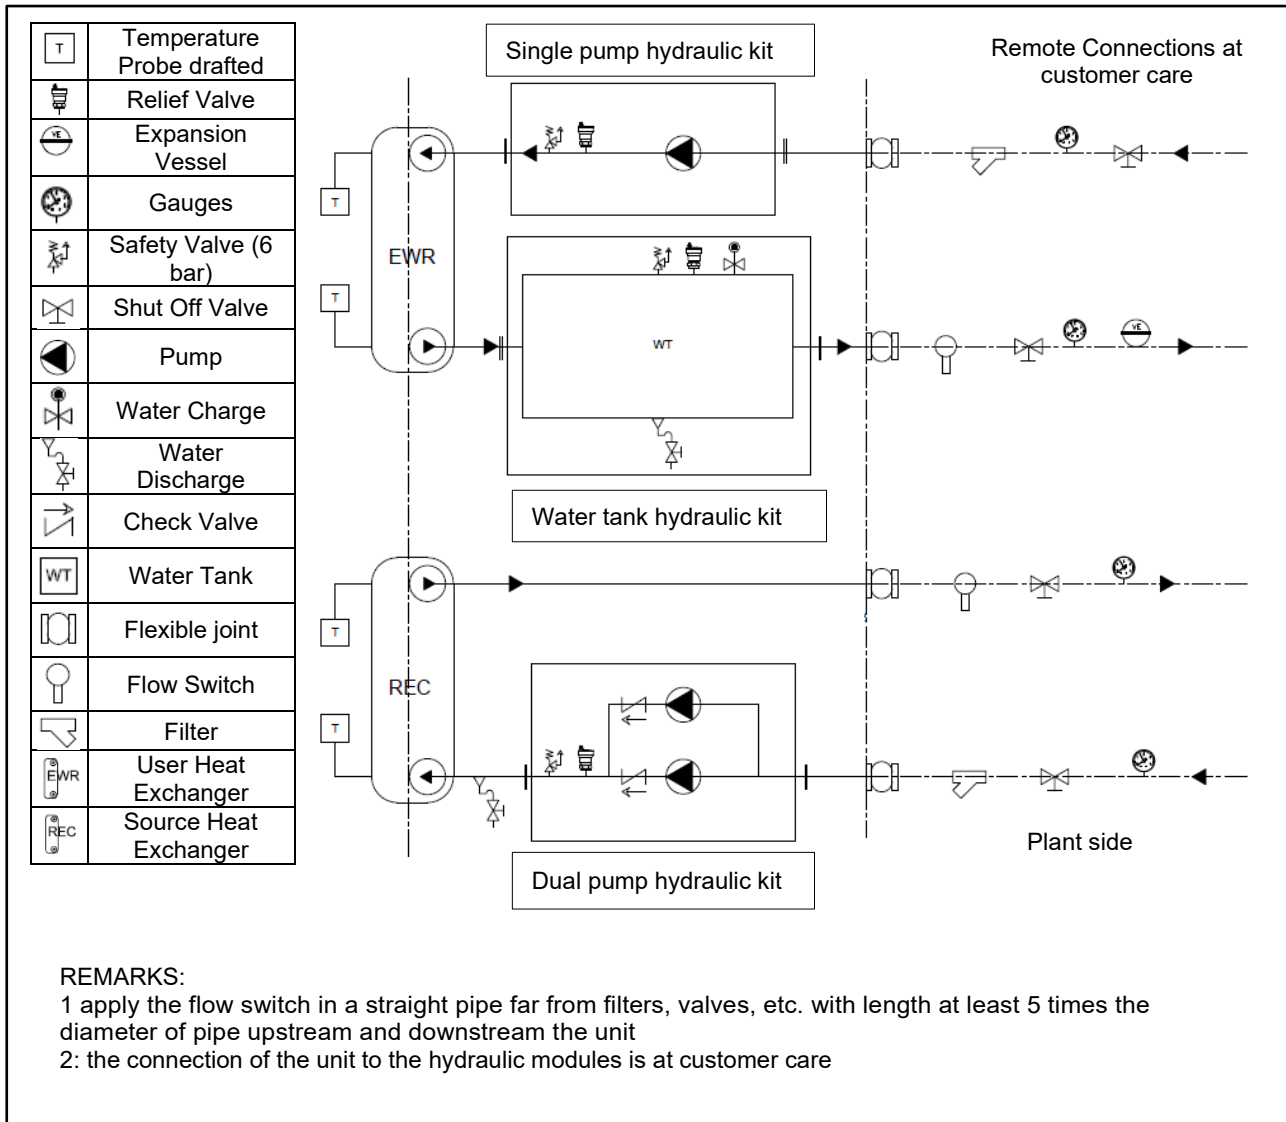 T
Temperature
Probe drafted
Relief Valve
VE
Expansion
Vessel
Gauges
Safety Valve (6
bar)
Shut Off Valve
Pump
Water Charge
Water
Discharge
Check Valve
WT
Water Tank
Flexible joint
Flow Switch
Filter
EWR
User Heat
Exchanger
REC
Source Heat
Exchanger
Single pump hydraulic kit
Remote Connections at
customer care
T
EWR
T
WT
VE
Water tank hydraulic kit
T
REC
T
Plant side
Dual pump hydraulic kit
REMARKS:
1 apply the flow switch in a straight pipe far from filters, valves, etc. with length at least 5 times the
diameter of pipe upstream and downstream the unit
2: the connection of the unit to the hydraulic modules is at customer care